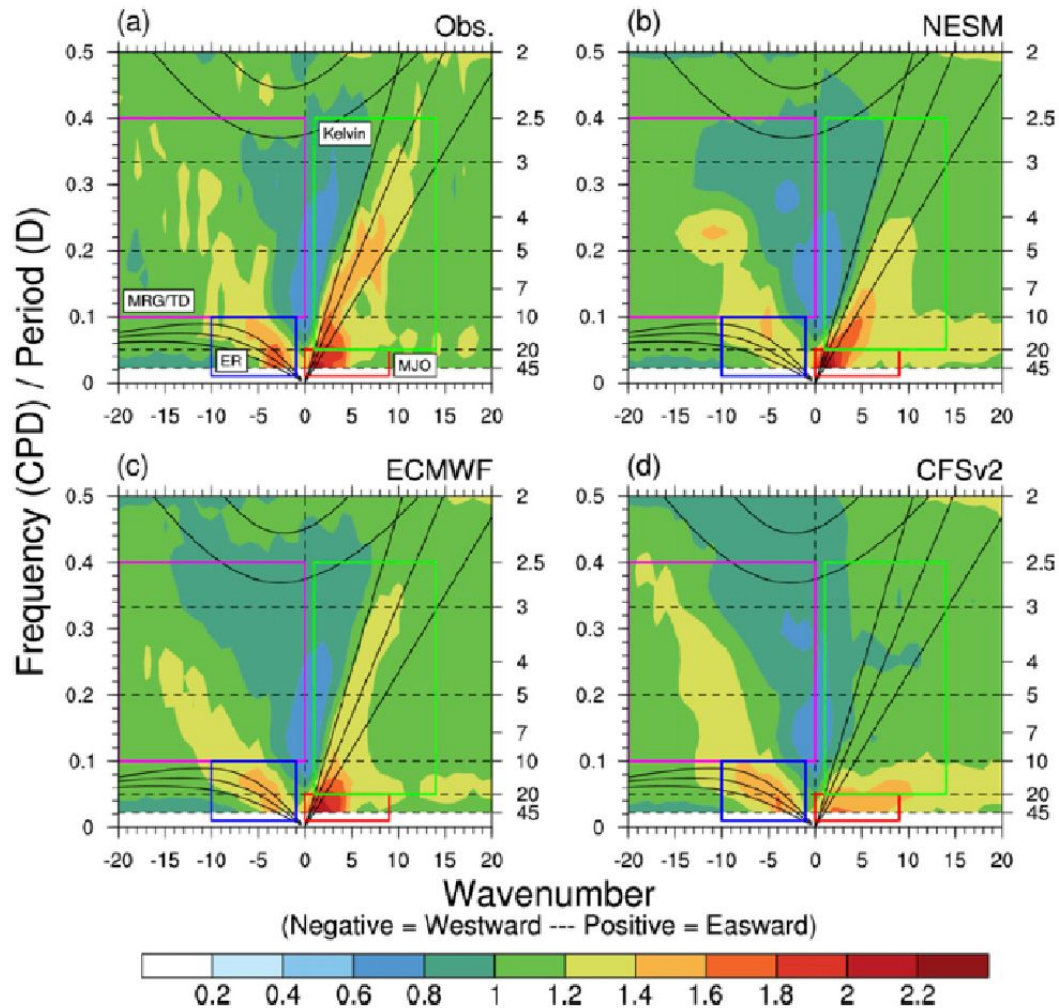 (a) Obs.
(b) NESM
0.5 2 0.5 2
0.4 2.5 0.4 2.5
Kelvin
3 3
0.3 0.3
4 4
0.2 5 0.2 5
7 7
MRG/TD
0.1 10 0.1 10
ER 20 20
MJO
45 45
0 0
-20 -15 -10 -5 0 5 10 15 20 -20 -15 -10 -5 0 5 10 15 20
Frequency (CPD) / Period (D)
(c) ECMWF
(d) CFSv2
0.5 2 0.5 2
0.4 2.5 0.4 2.5
3 3
0.3 0.3
4 4
0.2 5 0.2 5
7 7
0.1 10 0.1 10
20 20
45 45
0 0
-20 -15 -10 -5 0 5 10 15 20 -20 -15 -10 -5 0 5 10 15 20
Wavenumber
(Negative = Westward --- Positive = Easward)
0.2 0.4 0.6 0.8 1 1.2 1.4 1.6 1.8 2 2.2